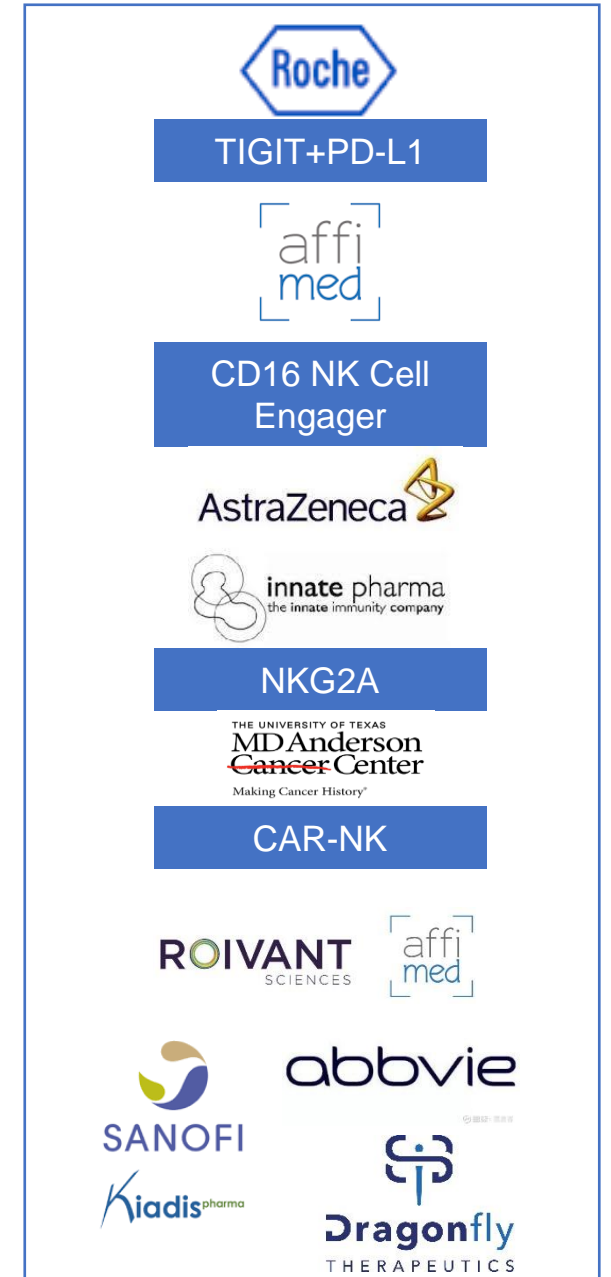 Roche
TIGIT+PD-L1
affi
med
CD16 NK Cell
Engager
AstraZeneca
innate pharma
the innate immunity company
NKG2A
THE UNIVERSITY OF TEXAS
MD Anderson
Cancer Center
Making Cancer History®
CAR-NK
ROIVANT
SCIENCES
affi
med
abbvie
SANOFI
Kiadis pharma
Dragonfly
THERAPEUTICS